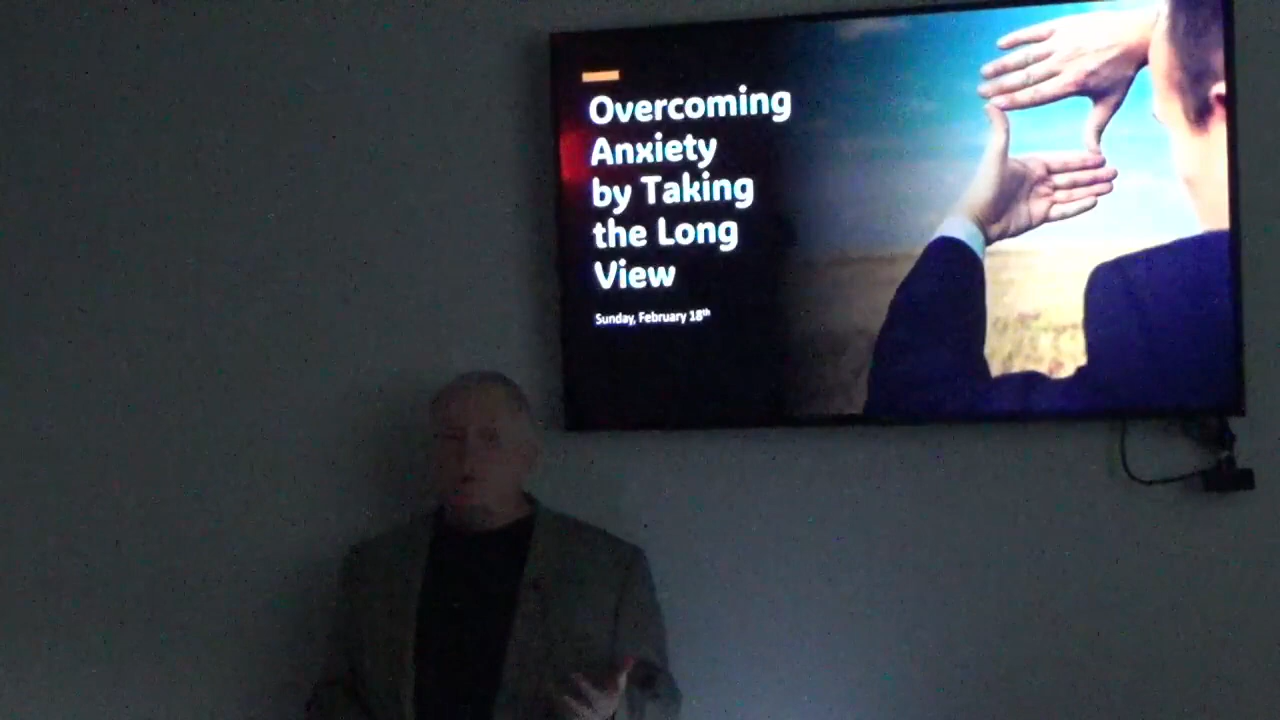 Overcoming
Anxiety
by Taking
the Long
View
Sunday, February 18th